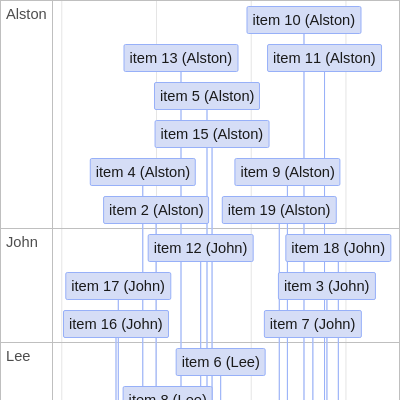 Alston
item 10 (Alston)
item 13 (Alston)
item 11 (Alston)
item 5 (Alston)
item 15 (Alston)
item 4 (Alston)
item 9 (Alston)
item 2 (Alston)
item 19 (Alston)
John
item 12 (John)
item 18 (John)
item 17 (John)
item 3 (John)
item 16 (John)
item 7 (John)
Lee
item 6 (Lee)
item 8 (Lee)